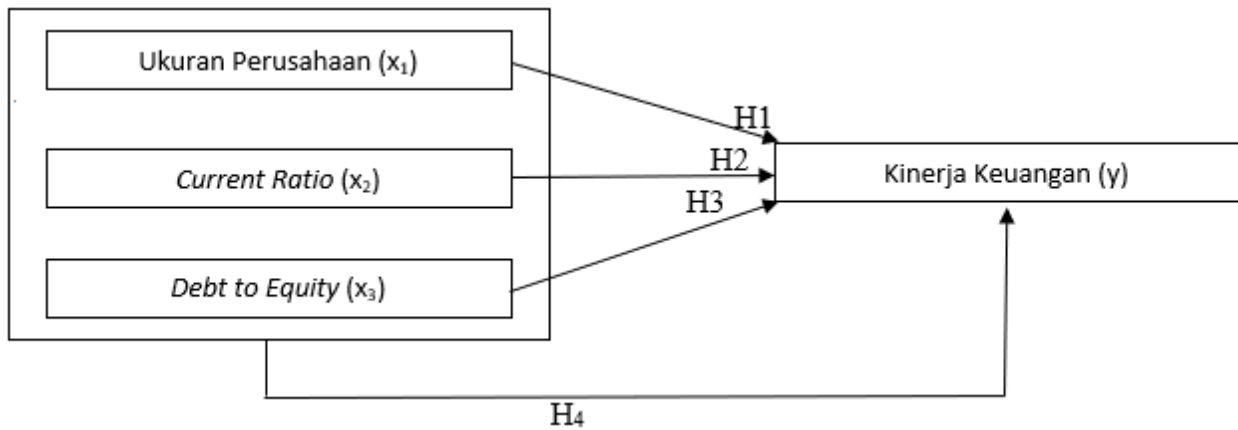 Ukuran Perusahaan (x₁)
H1
Current Ratio (x₂)
H2
Kinerja Keuangan (y)
H3
Debt to Equity (x₃)
H4